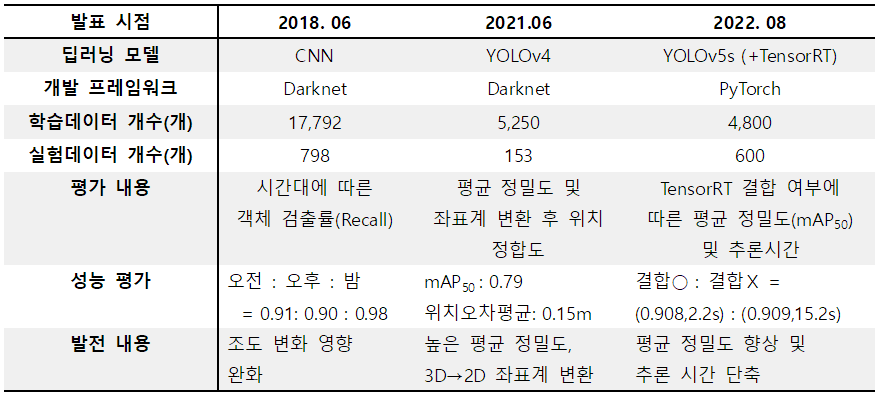 발표 시점 2018. 06 2021.06 2022. 08
딥러닝 모델 CNN YOLOv4 YOLOv5s (+TensorRT)
개발 프레임워크 Darknet Darknet PyTorch
학습데이터 개수(개) 17,792 5,250 4,800
실험데이터 개수(개) 798 153 600
평가 내용 시간대에 따른 평균 정밀도 및 TensorRT 결합 여부에
객체 검출률(Recall) 좌표계 변환 후 위치 따른 평균 정밀도(mAP50)
정합도 및 추론시간
성능 평가 오전 : 오후 : 밤 mAP50 : 0.79 결합○ : 결합X =
= 0.91: 0.90 : 0.98 위치오차평균: 0.15m (0.908,2.2s) : (0.909,15.2s)
발전 내용 조도 변화 영향 높은 평균 정밀도, 평균 정밀도 향상 및
완화 3D→2D 좌표계 변환 추론 시간 단축